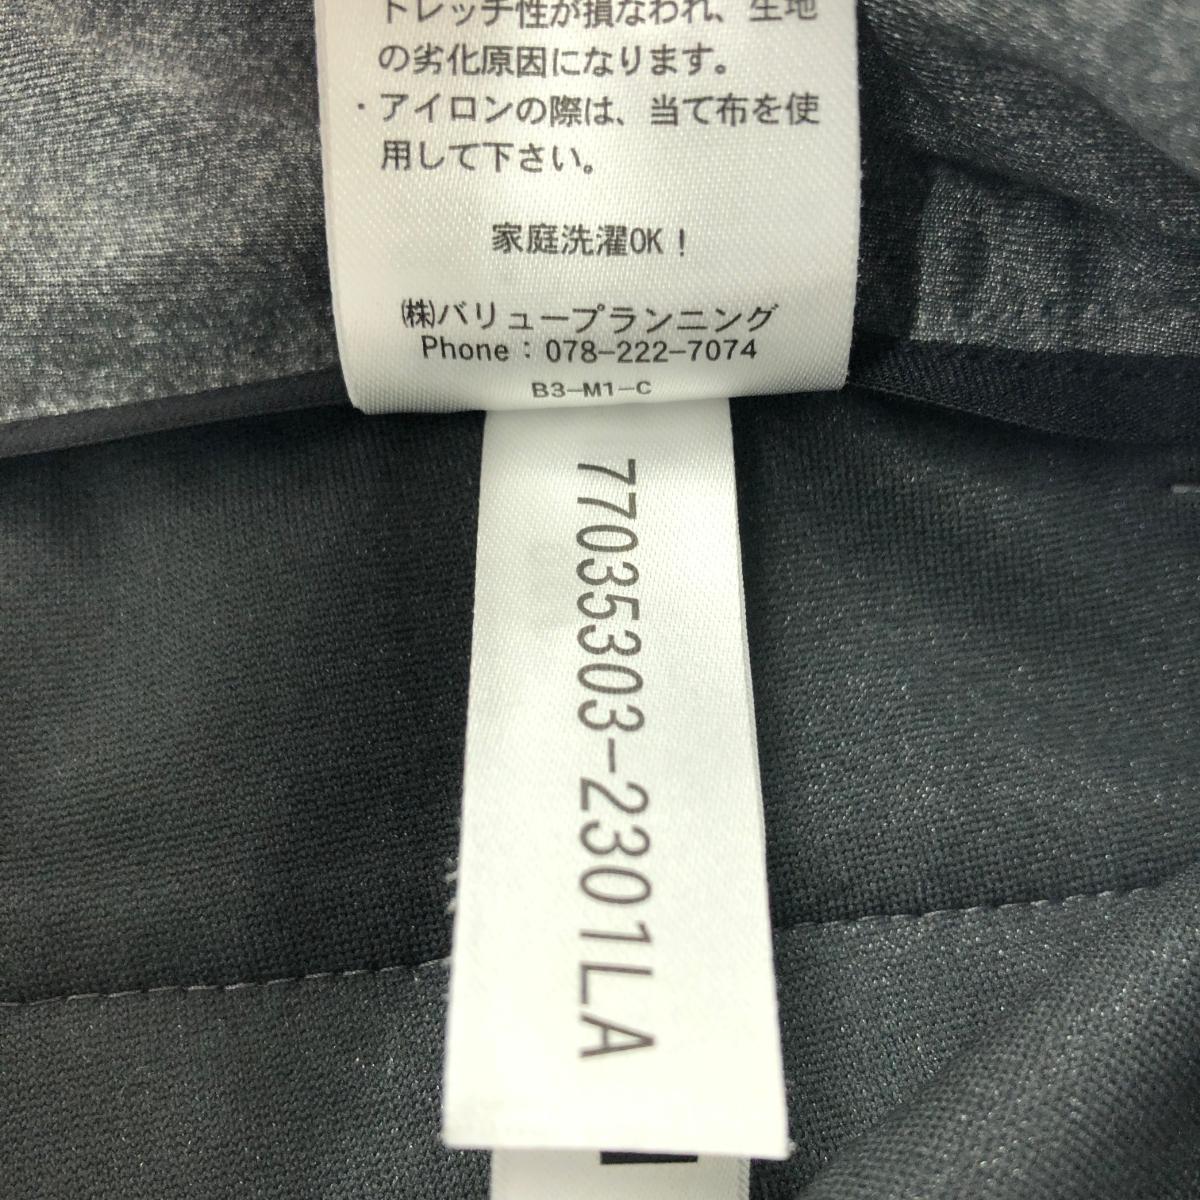 トレッチ性が損なわれ、生地
の劣化原因になります。
・アイロンの際は、当て布を使
用して下さい。
家庭洗濯OK！
㈱バリュープランニング
Phone：078-222-7074
B3-M1-C
77035303-2301LA